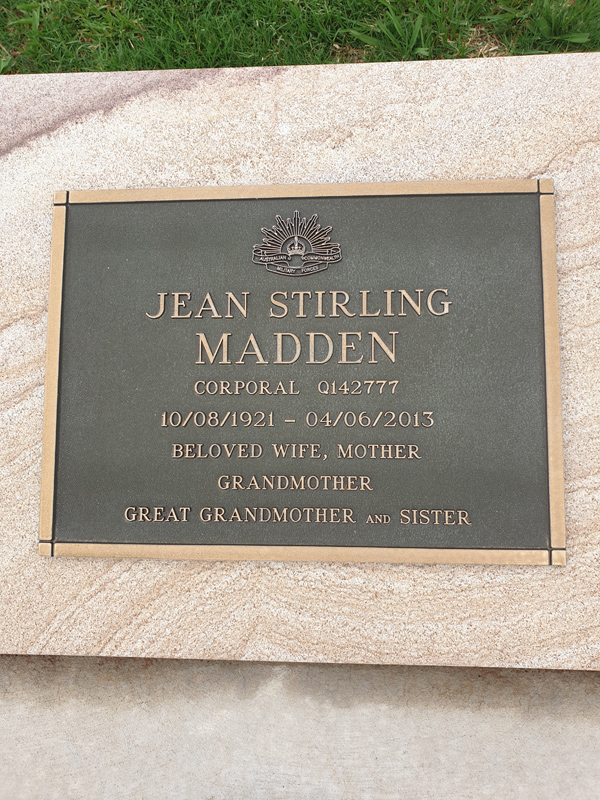 AUSTRALIAN COMMONWEALTH
MILITARY FORCES
JEAN STIRLING
MADDEN
CORPORAL Q142777
10/08/1921 – 04/06/2013
BELOVED WIFE, MOTHER
GRANDMOTHER
GREAT GRANDMOTHER AND SISTER